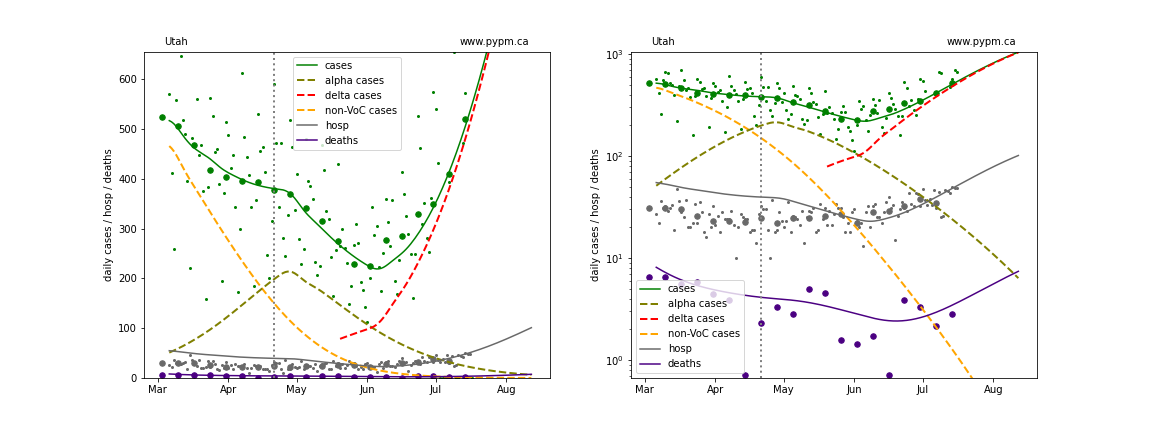 Utah www.pypm.ca
daily cases / hosp / deaths
600
500
400
300
200
100
0
cases
alpha cases
delta cases
non-VoC cases
hosp
deaths
Mar Apr May Jun Jul Aug
Utah www.pypm.ca
daily cases / hosp / deaths
10³
10²
10¹
10⁰
cases
alpha cases
delta cases
non-VoC cases
hosp
deaths
Mar Apr May Jun Jul Aug